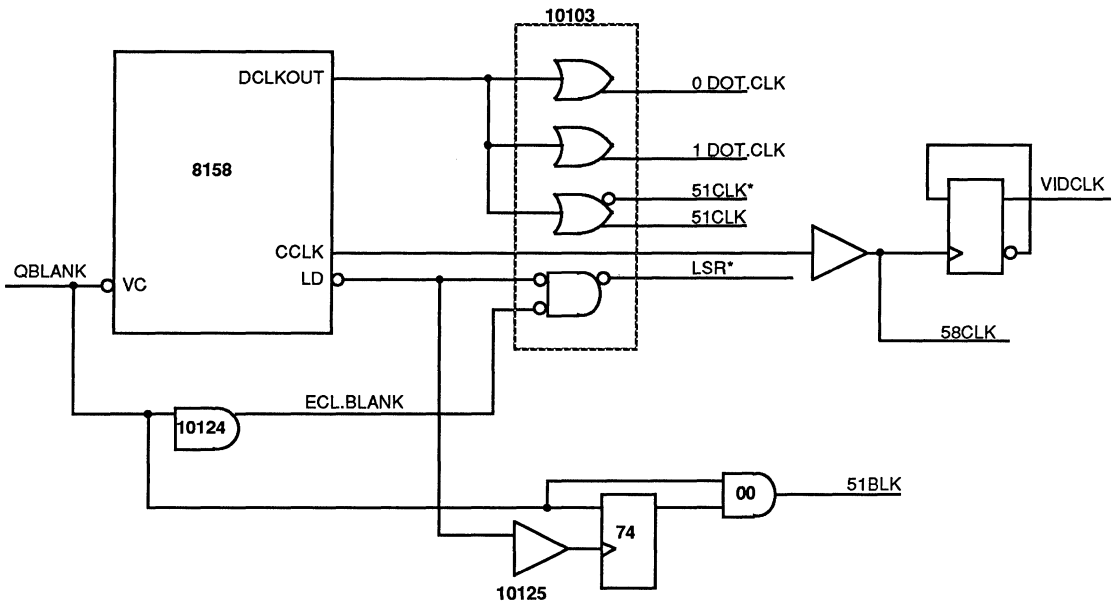 10103
DCLKOUT
0 DOT.CLK
8158
1 DOT.CLK
51CLK*
51CLK
VIDCLK
CCLK
QBLANK
VC
LD
LSR*
58CLK
ECL.BLANK
10124
00
51BLK
74
10125